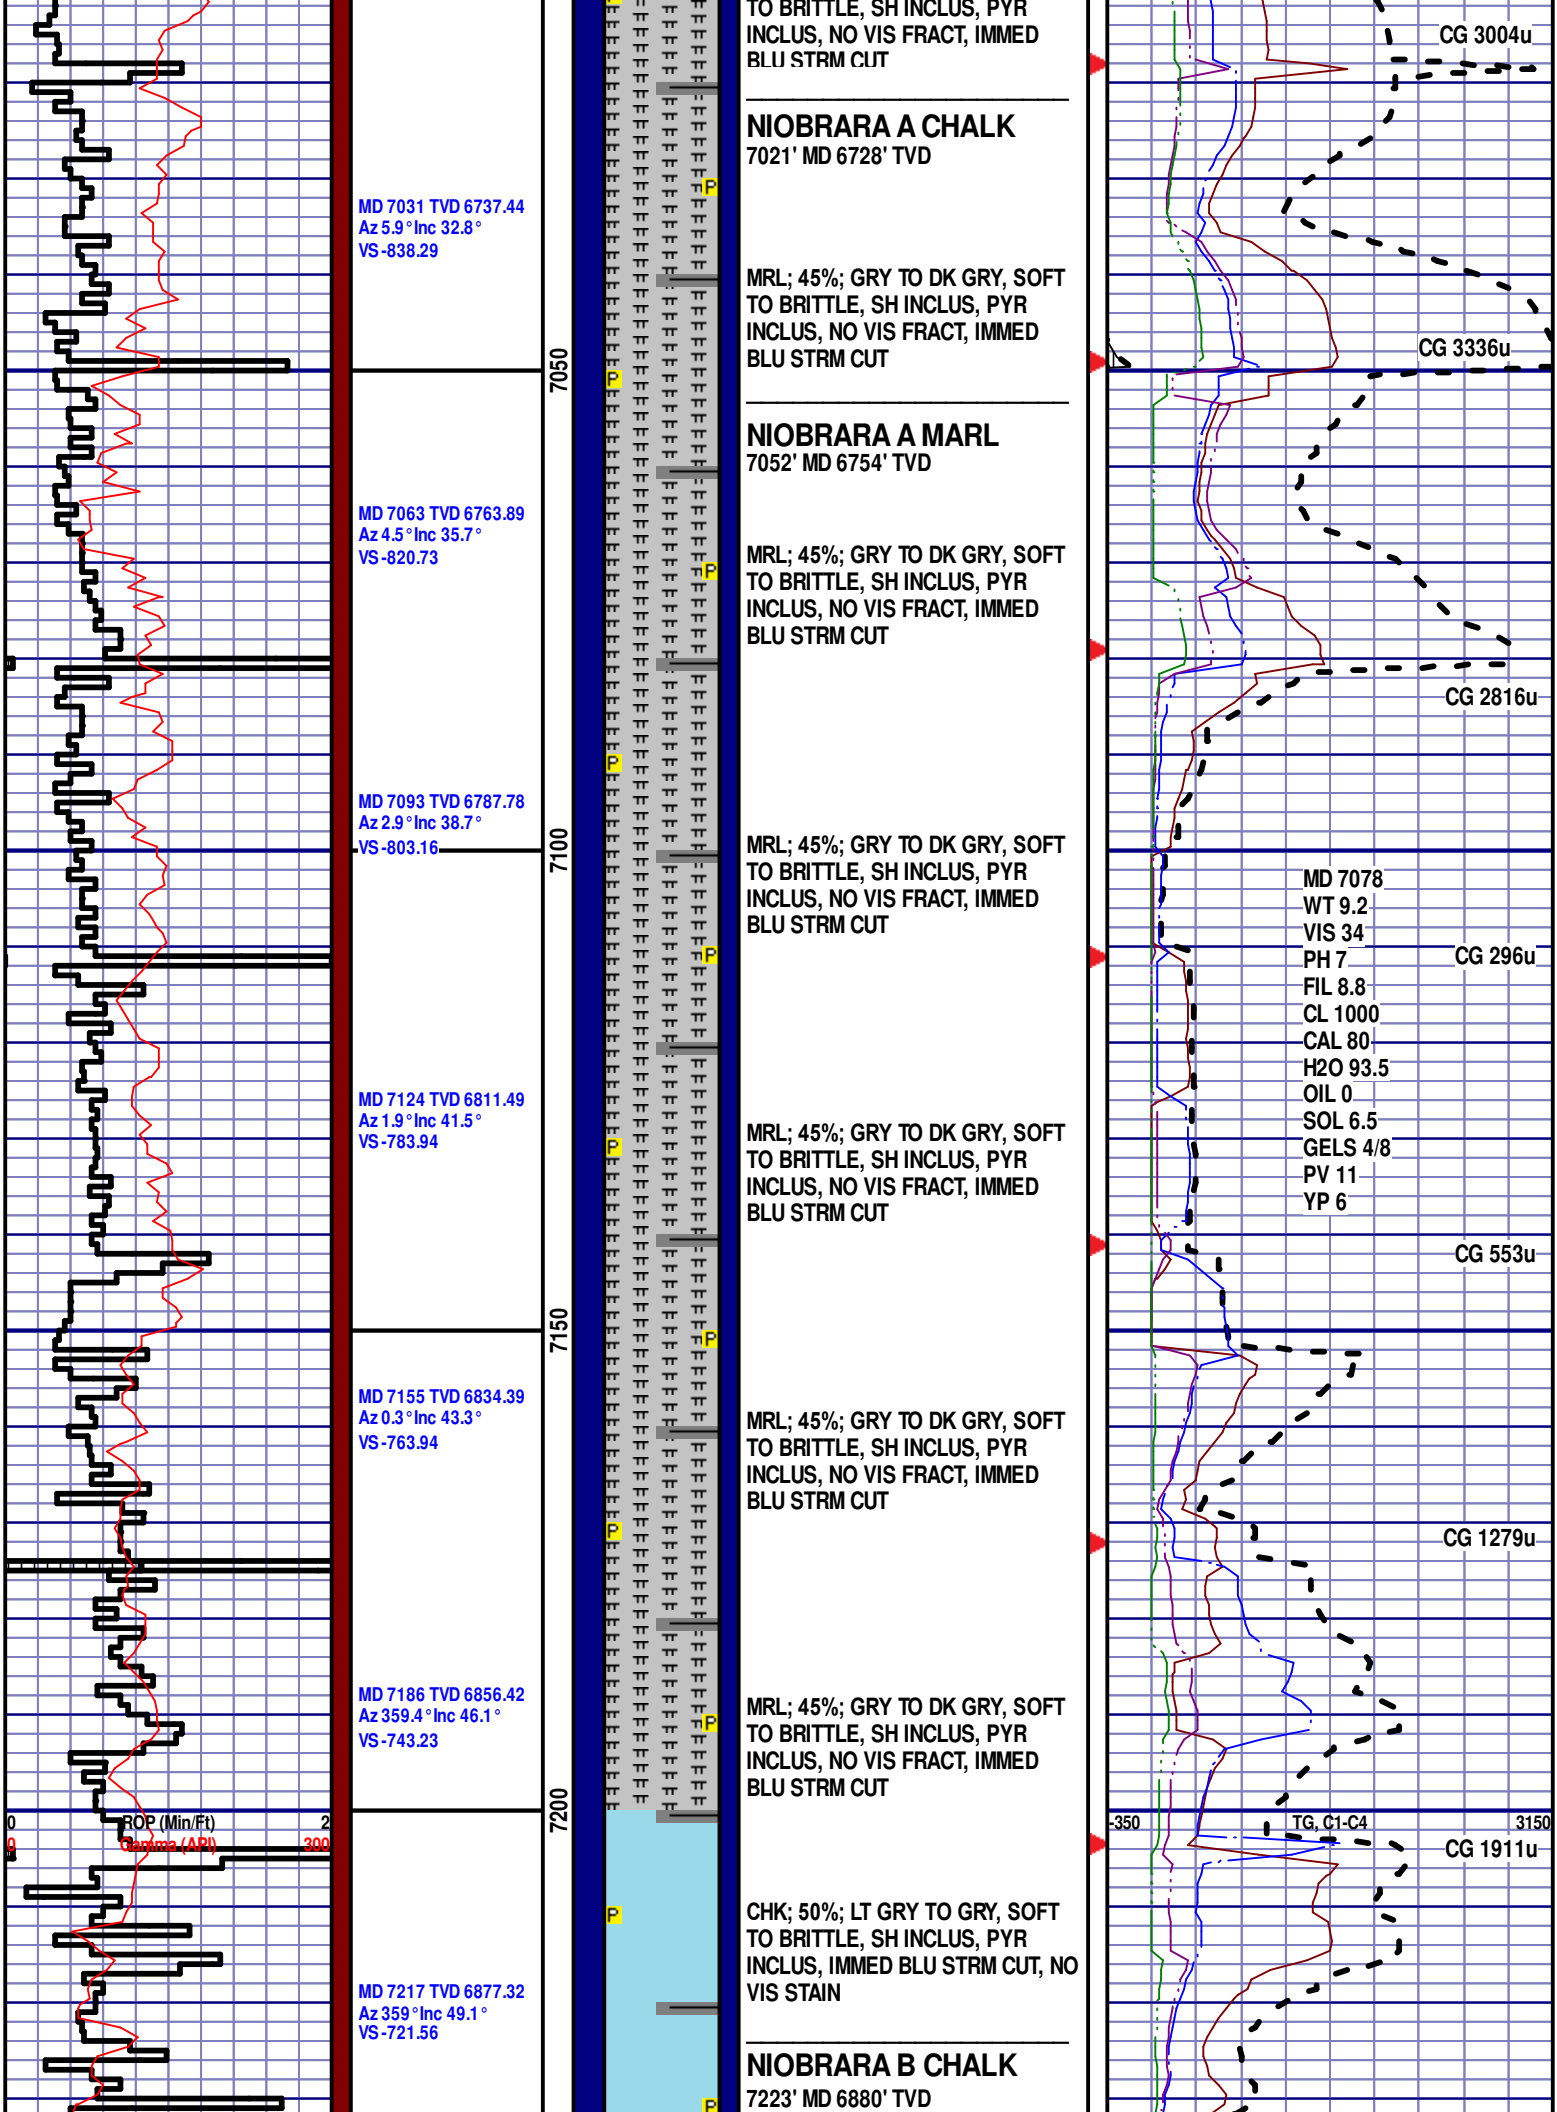 TO BRITTLE, SH INCLUS, PYR
INCLUS, NO VIS FRACT, IMMED
BLU STRM CUT
CG 3004u
NIOBRARA A CHALK
7021' MD 6728' TVD
P
MD 7031 TVD 6737.44
Az 5.9° Inc 32.8°
VS -838.29
MRL; 45%; GRY TO DK GRY, SOFT
TO BRITTLE, SH INCLUS, PYR
INCLUS, NO VIS FRACT, IMMED
BLU STRM CUT
CG 3336u
7050
P
NIOBRARA A MARL
7052' MD 6754' TVD
MD 7063 TVD 6763.89
Az 4.5° Inc 35.7°
VS -820.73
MRL; 45%; GRY TO DK GRY, SOFT
TO BRITTLE, SH INCLUS, PYR
INCLUS, NO VIS FRACT, IMMED
BLU STRM CUT
P
CG 2816u
P
MD 7093 TVD 6787.78
Az 2.9° Inc 38.7°
VS -803.16
7100
MRL; 45%; GRY TO DK GRY, SOFT
TO BRITTLE, SH INCLUS, PYR
INCLUS, NO VIS FRACT, IMMED
BLU STRM CUT
MD 7078
WT 9.2
VIS 34
PH 7
FIL 8.8
CL 1000
CAL 80
H2O 93.5
OIL 0
SOL 6.5
GELS 4/8
PV 11
YP 6
P
CG 296u
MD 7124 TVD 6811.49
Az 1.9° Inc 41.5°
VS -783.94
P
MRL; 45%; GRY TO DK GRY, SOFT
TO BRITTLE, SH INCLUS, PYR
INCLUS, NO VIS FRACT, IMMED
BLU STRM CUT
CG 553u
7150
P
MD 7155 TVD 6834.39
Az 0.3° Inc 43.3°
VS -763.94
MRL; 45%; GRY TO DK GRY, SOFT
TO BRITTLE, SH INCLUS, PYR
INCLUS, NO VIS FRACT, IMMED
BLU STRM CUT
P
CG 1279u
MD 7186 TVD 6856.42
Az 359.4° Inc 46.1°
VS -743.23
P
MRL; 45%; GRY TO DK GRY, SOFT
TO BRITTLE, SH INCLUS, PYR
INCLUS, NO VIS FRACT, IMMED
BLU STRM CUT
7200
0 ROP (Min/Ft) 2
0 Gamma (API) 300
-350 TG, C1-C4 3150
CG 1911u
P
CHK; 50%; LT GRY TO GRY, SOFT
TO BRITTLE, SH INCLUS, PYR
INCLUS, IMMED BLU STRM CUT, NO
VIS STAIN
MD 7217 TVD 6877.32
Az 359° Inc 49.1°
VS -721.56
NIOBRARA B CHALK
7223' MD 6880' TVD
P